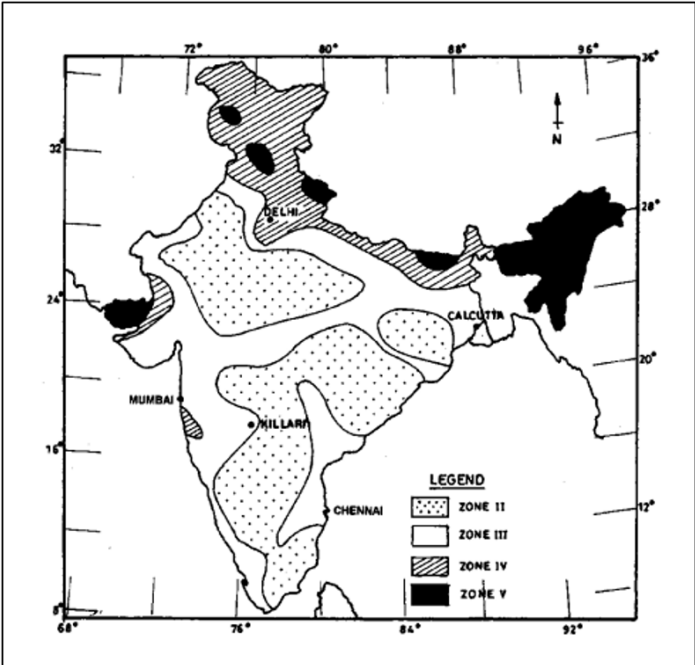 72° 80° 88° 96°
36°
32°
N
DELHI
28°
24°
CALCUTTA
20°
MUMBAI
KILLARI
16°
LEGEND
ZONE II
CHENNAI
12°
ZONE III
ZONE IV
ZONE V
8°
68° 76° 84° 92°